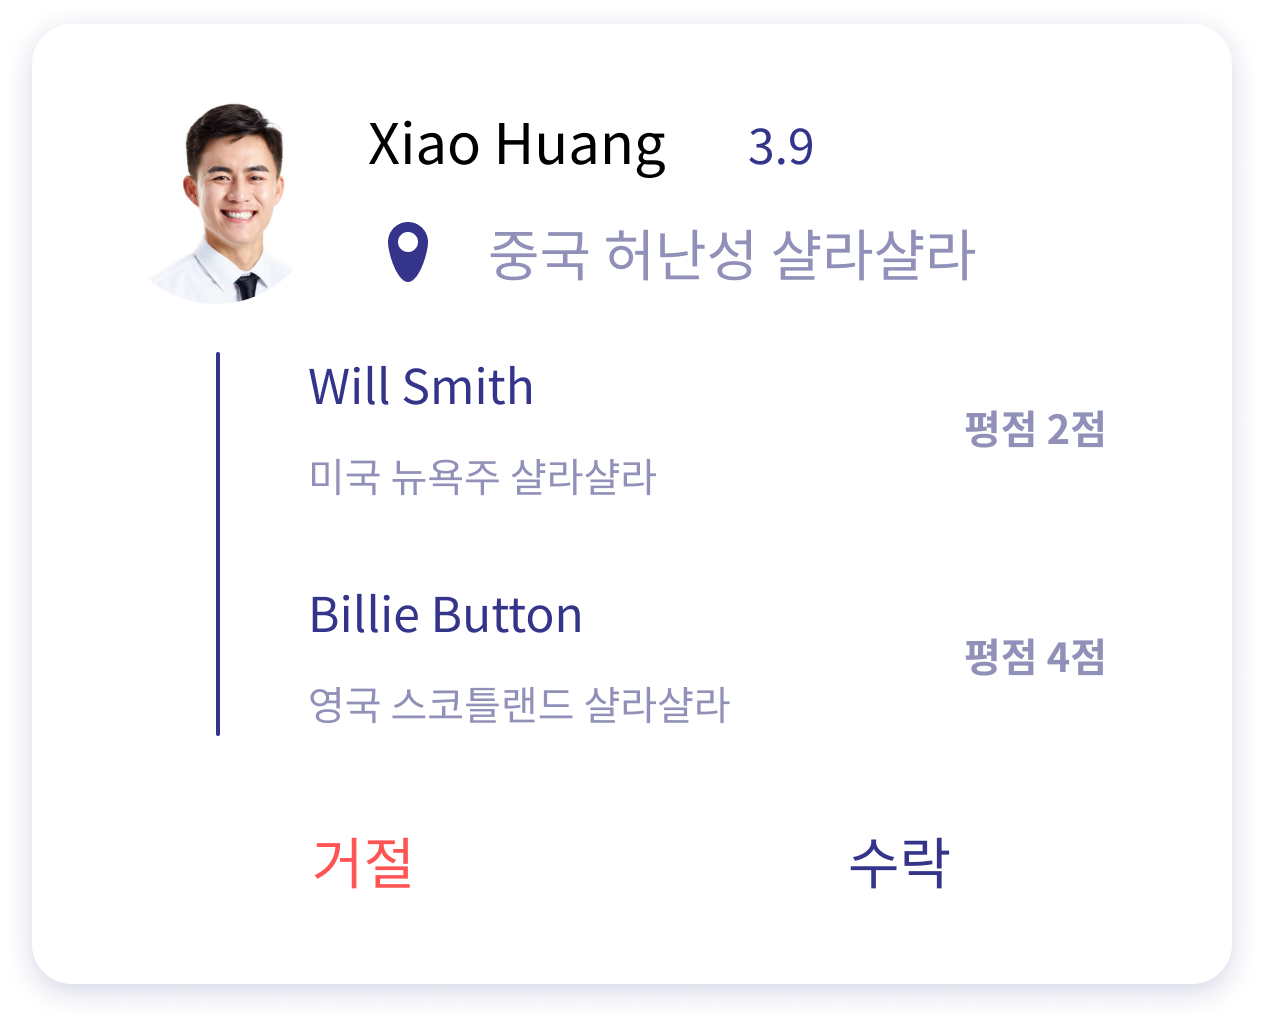 Xiao Huang 3.9
중국 허난성 샬라샬라
Will Smith
평점 2점
미국 뉴욕주 샬라샬라
Billie Button
평점 4점
영국 스코틀랜드 샬라샬라
거절 수락